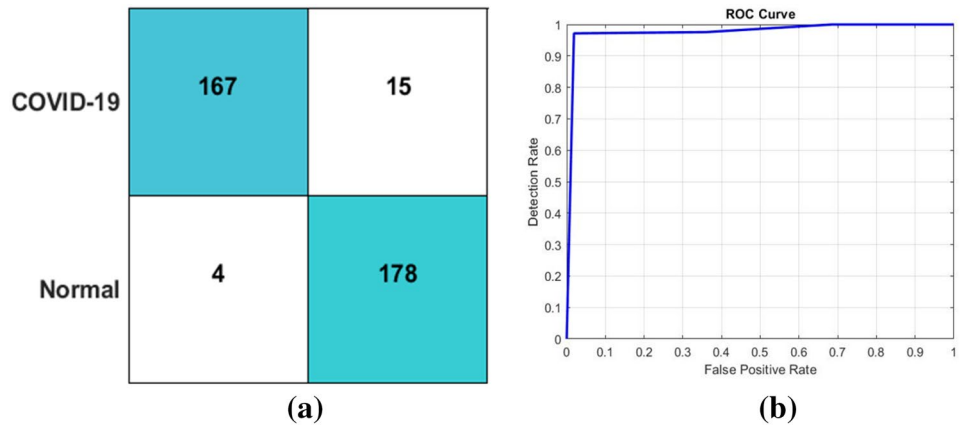 COVID-19
167
15
Normal
4
178
(a)
ROC Curve
Detection Rate
1
0.9
0.8
0.7
0.6
0.5
0.4
0.3
0.2
0.1
0
0 0.1 0.2 0.3 0.4 0.5 0.6 0.7 0.8 0.9 1
False Positive Rate
(b)